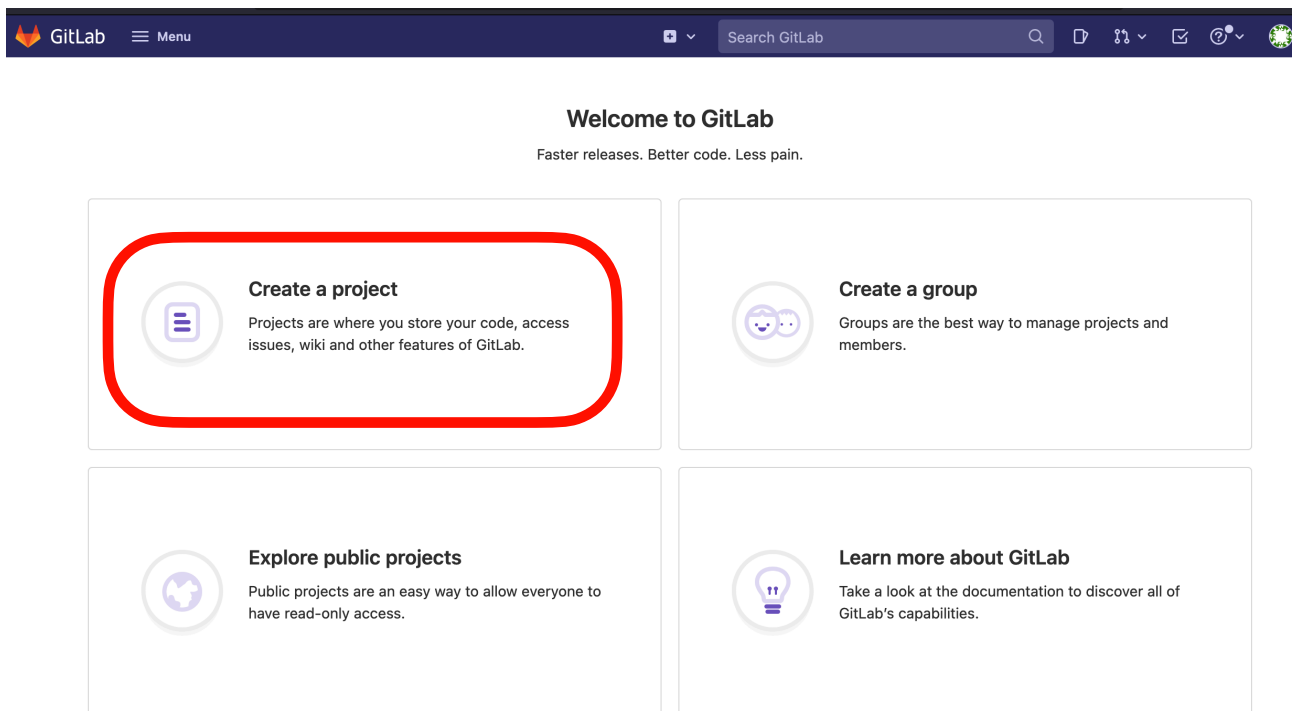 GitLab
Menu
Search GitLab
Welcome to GitLab
Faster releases. Better code. Less pain.
Create a project
Projects are where you store your code, access
issues, wiki and other features of GitLab.
Create a group
Groups are the best way to manage projects and
members.
Explore public projects
Public projects are an easy way to allow everyone to
have read-only access.
Learn more about GitLab
Take a look at the documentation to discover all of
GitLab's capabilities.